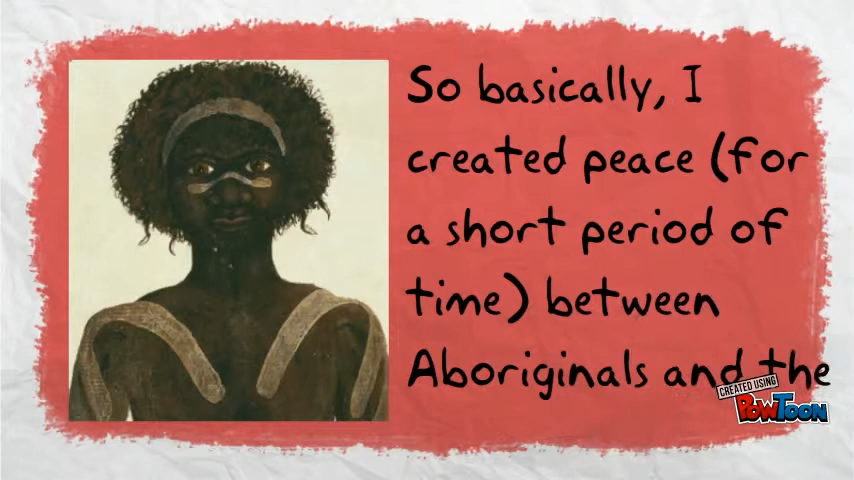 So basically, I
created peace (for
a short period of
time) between
Aboriginals and the
CREATED USING
POWTOON